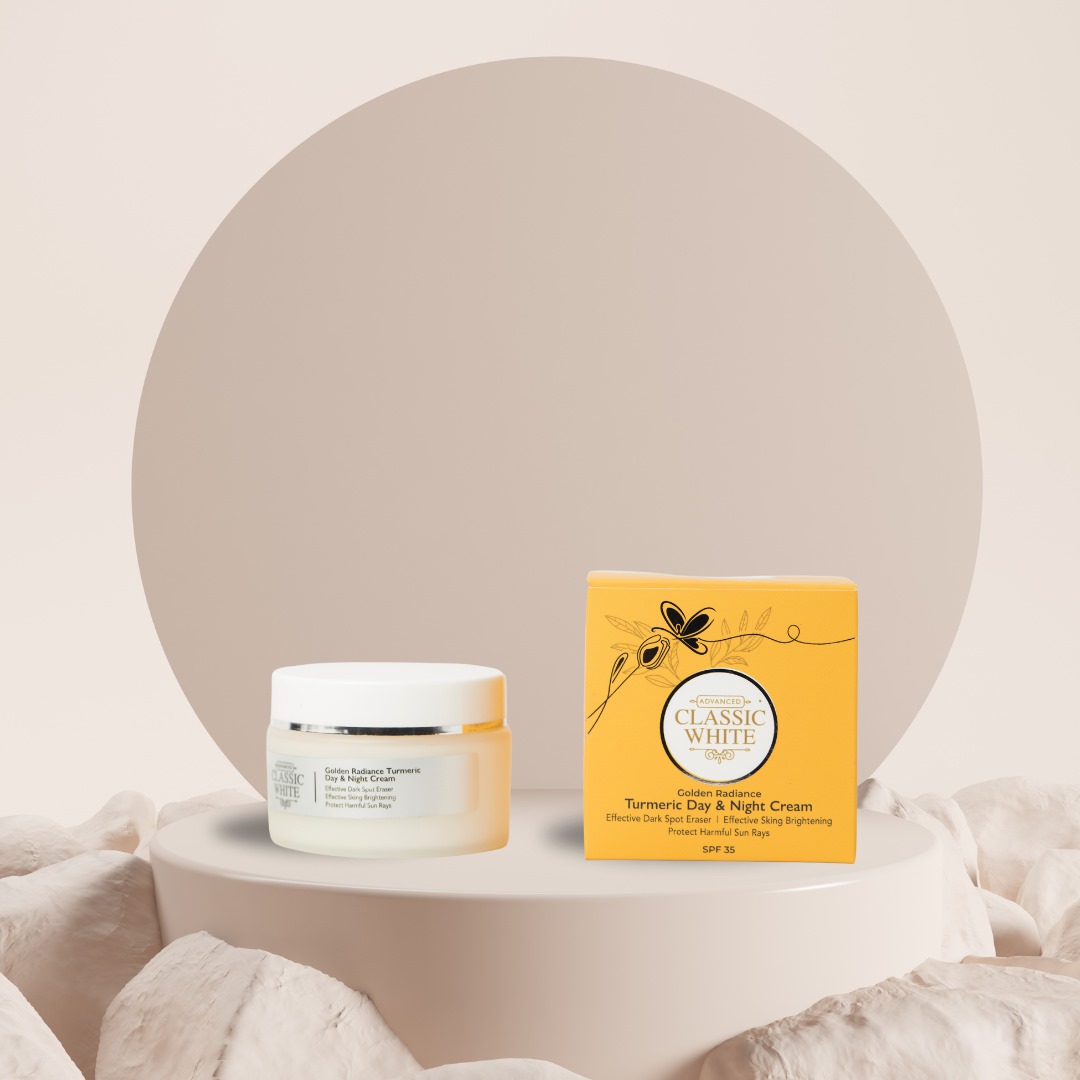 CLASSIC
WHITE
Golden Radiance Turmeric
Day & Night Cream
Effective Dark Spot Eraser
Effective Sking Brightening
Protect Harmful Sun Rays
ADVANCED
CLASSIC
WHITE
Golden Radiance
Turmeric Day & Night Cream
Effective Dark Spot Eraser | Effective Sking Brightening
Protect Harmful Sun Rays
SPF 35